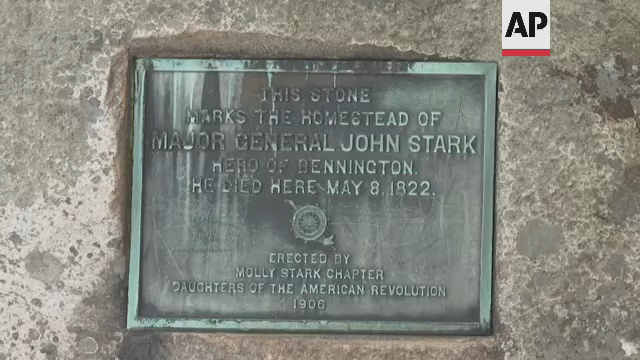 AP
THIS STONE
MARKS THE HOMESTEAD OF
MAJOR GENERAL JOHN STARK
HERO OF BENNINGTON.
HE DIED HERE MAY 8, 1822.
ERECTED BY
MOLLY STARK CHAPTER
DAUGHTERS OF THE AMERICAN REVOLUTION
1906